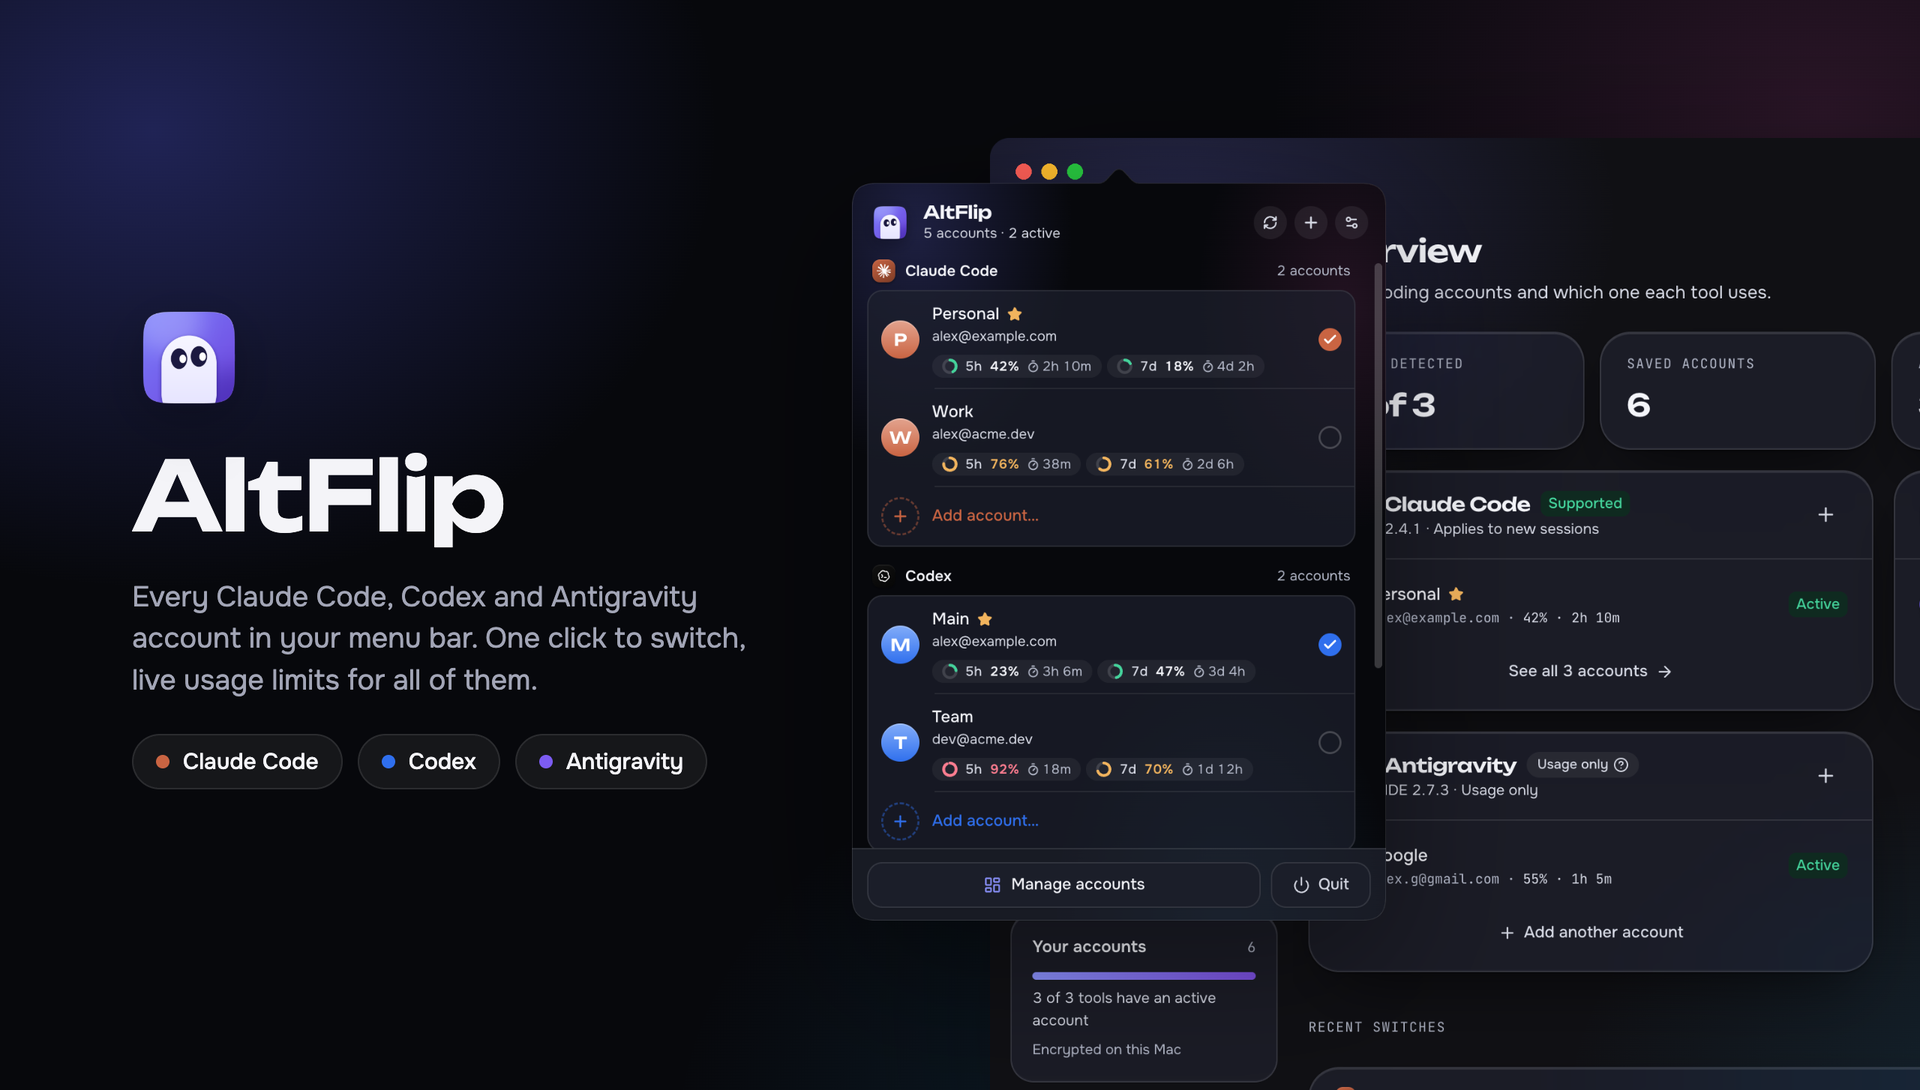 AltFlip
Every Claude Code, Codex and Antigravity
account in your menu bar. One click to switch,
live usage limits for all of them.
Claude Code
Codex
Antigravity
AltFlip
5 accounts · 2 active
Claude Code
2 accounts
P
Personal
alex@example.com
5h 42% 2h 10m
7d 18% 4d 2h
W
Work
alex@acme.dev
5h 76% 38m
7d 61% 2d 6h
Add account...
Codex
2 accounts
M
Main
alex@example.com
5h 23% 3h 6m
7d 47% 3d 4h
T
Team
dev@acme.dev
5h 92% 18m
7d 70% 1d 12h
Add account...
Manage accounts
Quit
rview
oding accounts and which one each tool uses.
DETECTED
of 3
SAVED ACCOUNTS
6
Claude Code
Supported
2.4.1 · Applies to new sessions
ersonal
ex@example.com · 42% · 2h 10m
Active
See all 3 accounts →
Antigravity
Usage only
IDE 2.7.3 · Usage only
oogle
ex.g@gmail.com · 55% · 1h 5m
Active
Add another account
Your accounts
6
3 of 3 tools have an active
account
Encrypted on this Mac
RECENT SWITCHES